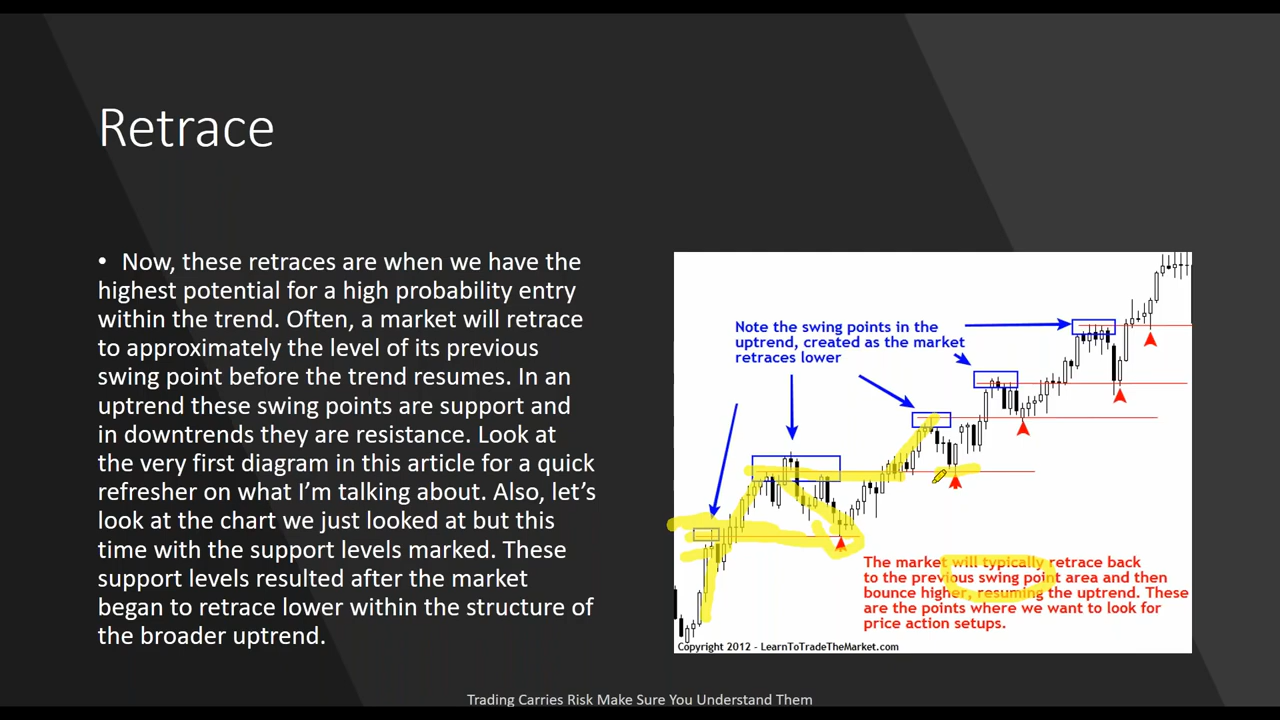 Retrace
• Now, these retraces are when we have the
highest potential for a high probability entry
within the trend. Often, a market will retrace
to approximately the level of its previous
swing point before the trend resumes. In an
uptrend these swing points are support and
in downtrends they are resistance. Look at
the very first diagram in this article for a quick
refresher on what I’m talking about. Also, let’s
look at the chart we just looked at but this
time with the support levels marked. These
support levels resulted after the market
began to retrace lower within the structure of
the broader uptrend.
Note the swing points in the
uptrend, created as the market
retraces lower
The market will typically retrace back
to the previous swing point area and then
bounce higher, resuming the uptrend. These
are the points where we want to look for
price action setups.
Copyright 2012 - LearnToTradeTheMarket.com
Trading Carries Risk Make Sure You Understand Them